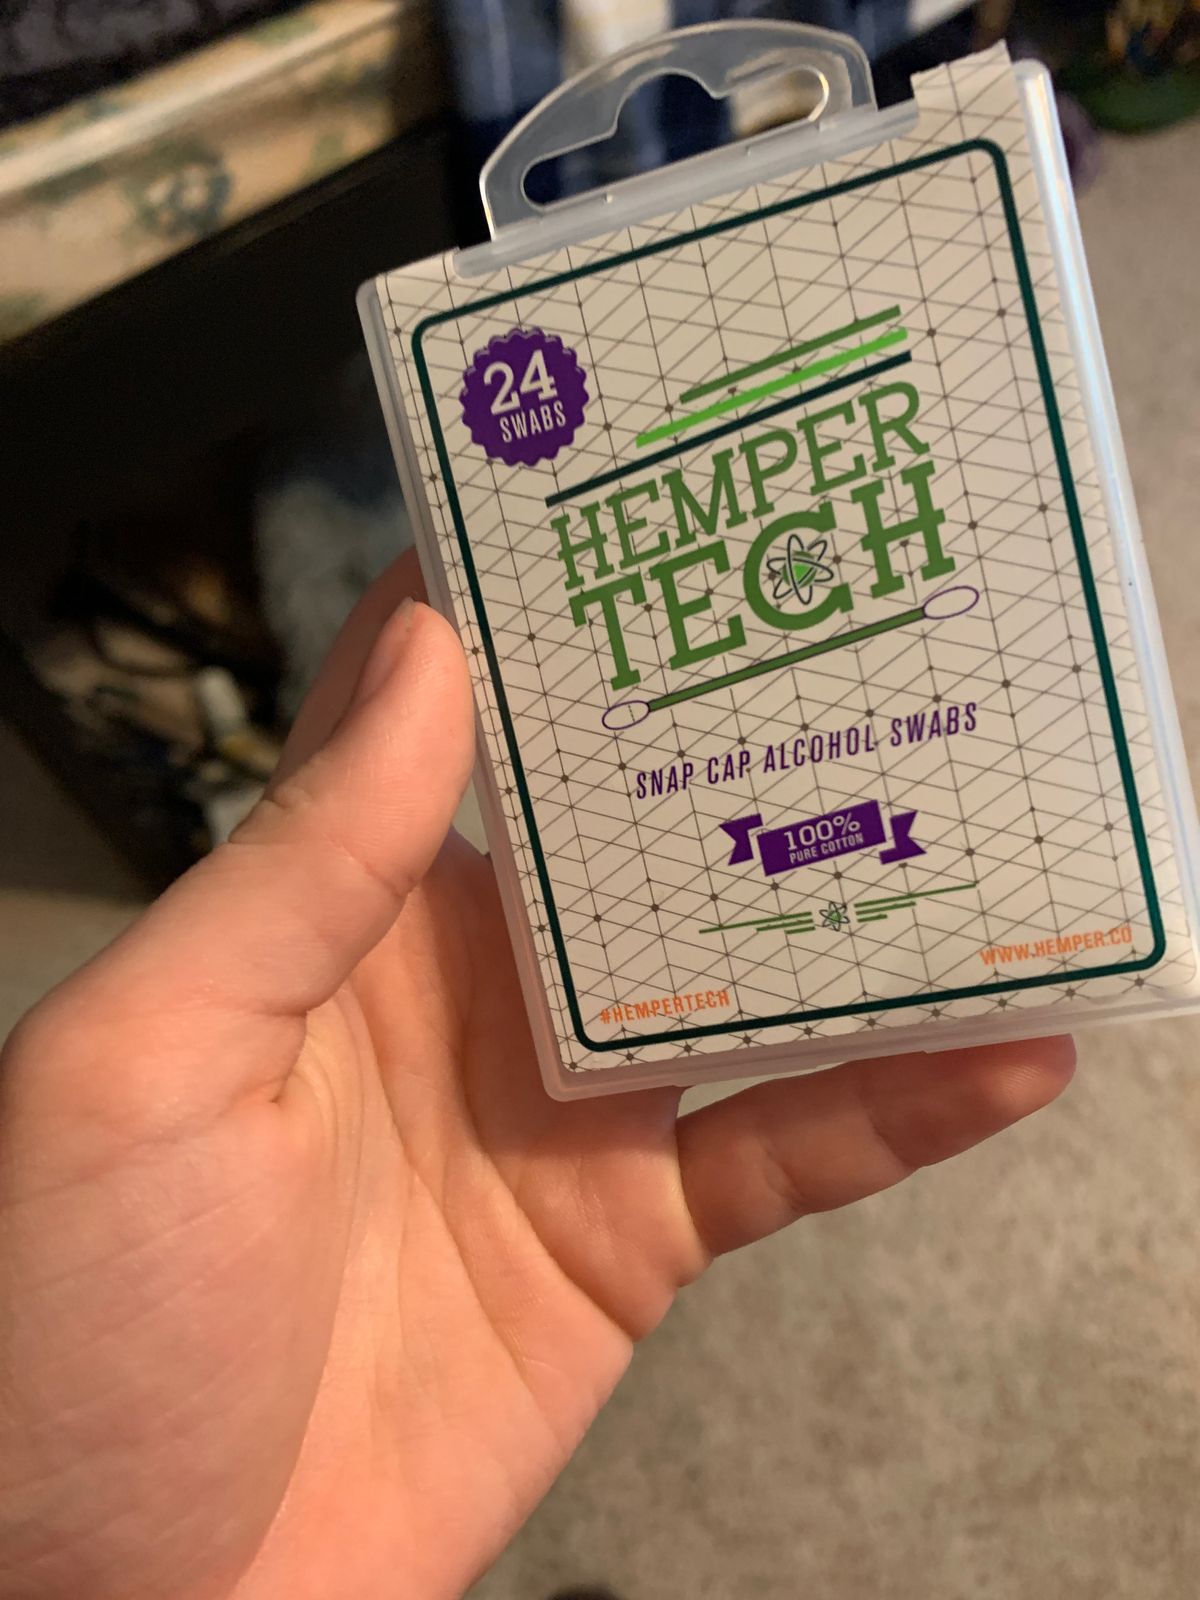 24
SWABS
HEMPER
TECH
SNAP CAP ALCOHOL SWABS
100%
PURE COTTON
#HEMPERTECH
WWW.HEMPER.CO